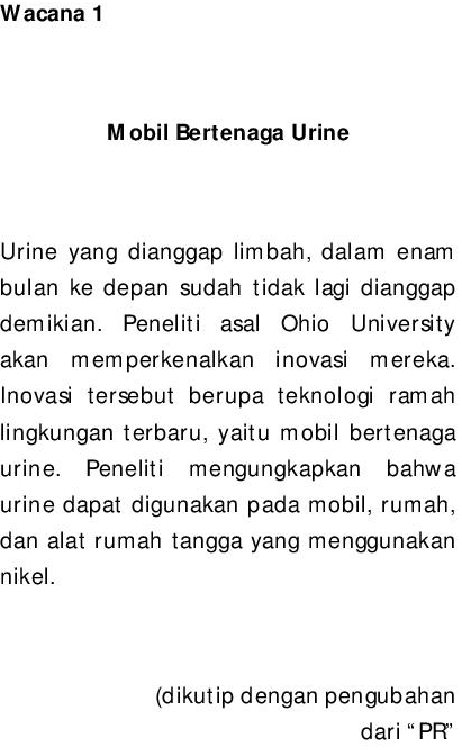 Wacana 1
Mobil Bertenaga Urine
Urine yang dianggap limbah, dalam enam
bulan ke depan sudah tidak lagi dianggap
demikian. Peneliti asal Ohio University
akan memperkenalkan inovasi mereka.
Inovasi tersebut berupa teknologi ramah
lingkungan terbaru, yaitu mobil bertenaga
urine. Peneliti mengungkapkan bahwa
urine dapat digunakan pada mobil, rumah,
dan alat rumah tangga yang menggunakan
nikel.
(dikutip dengan pengubahan
dari “PR”